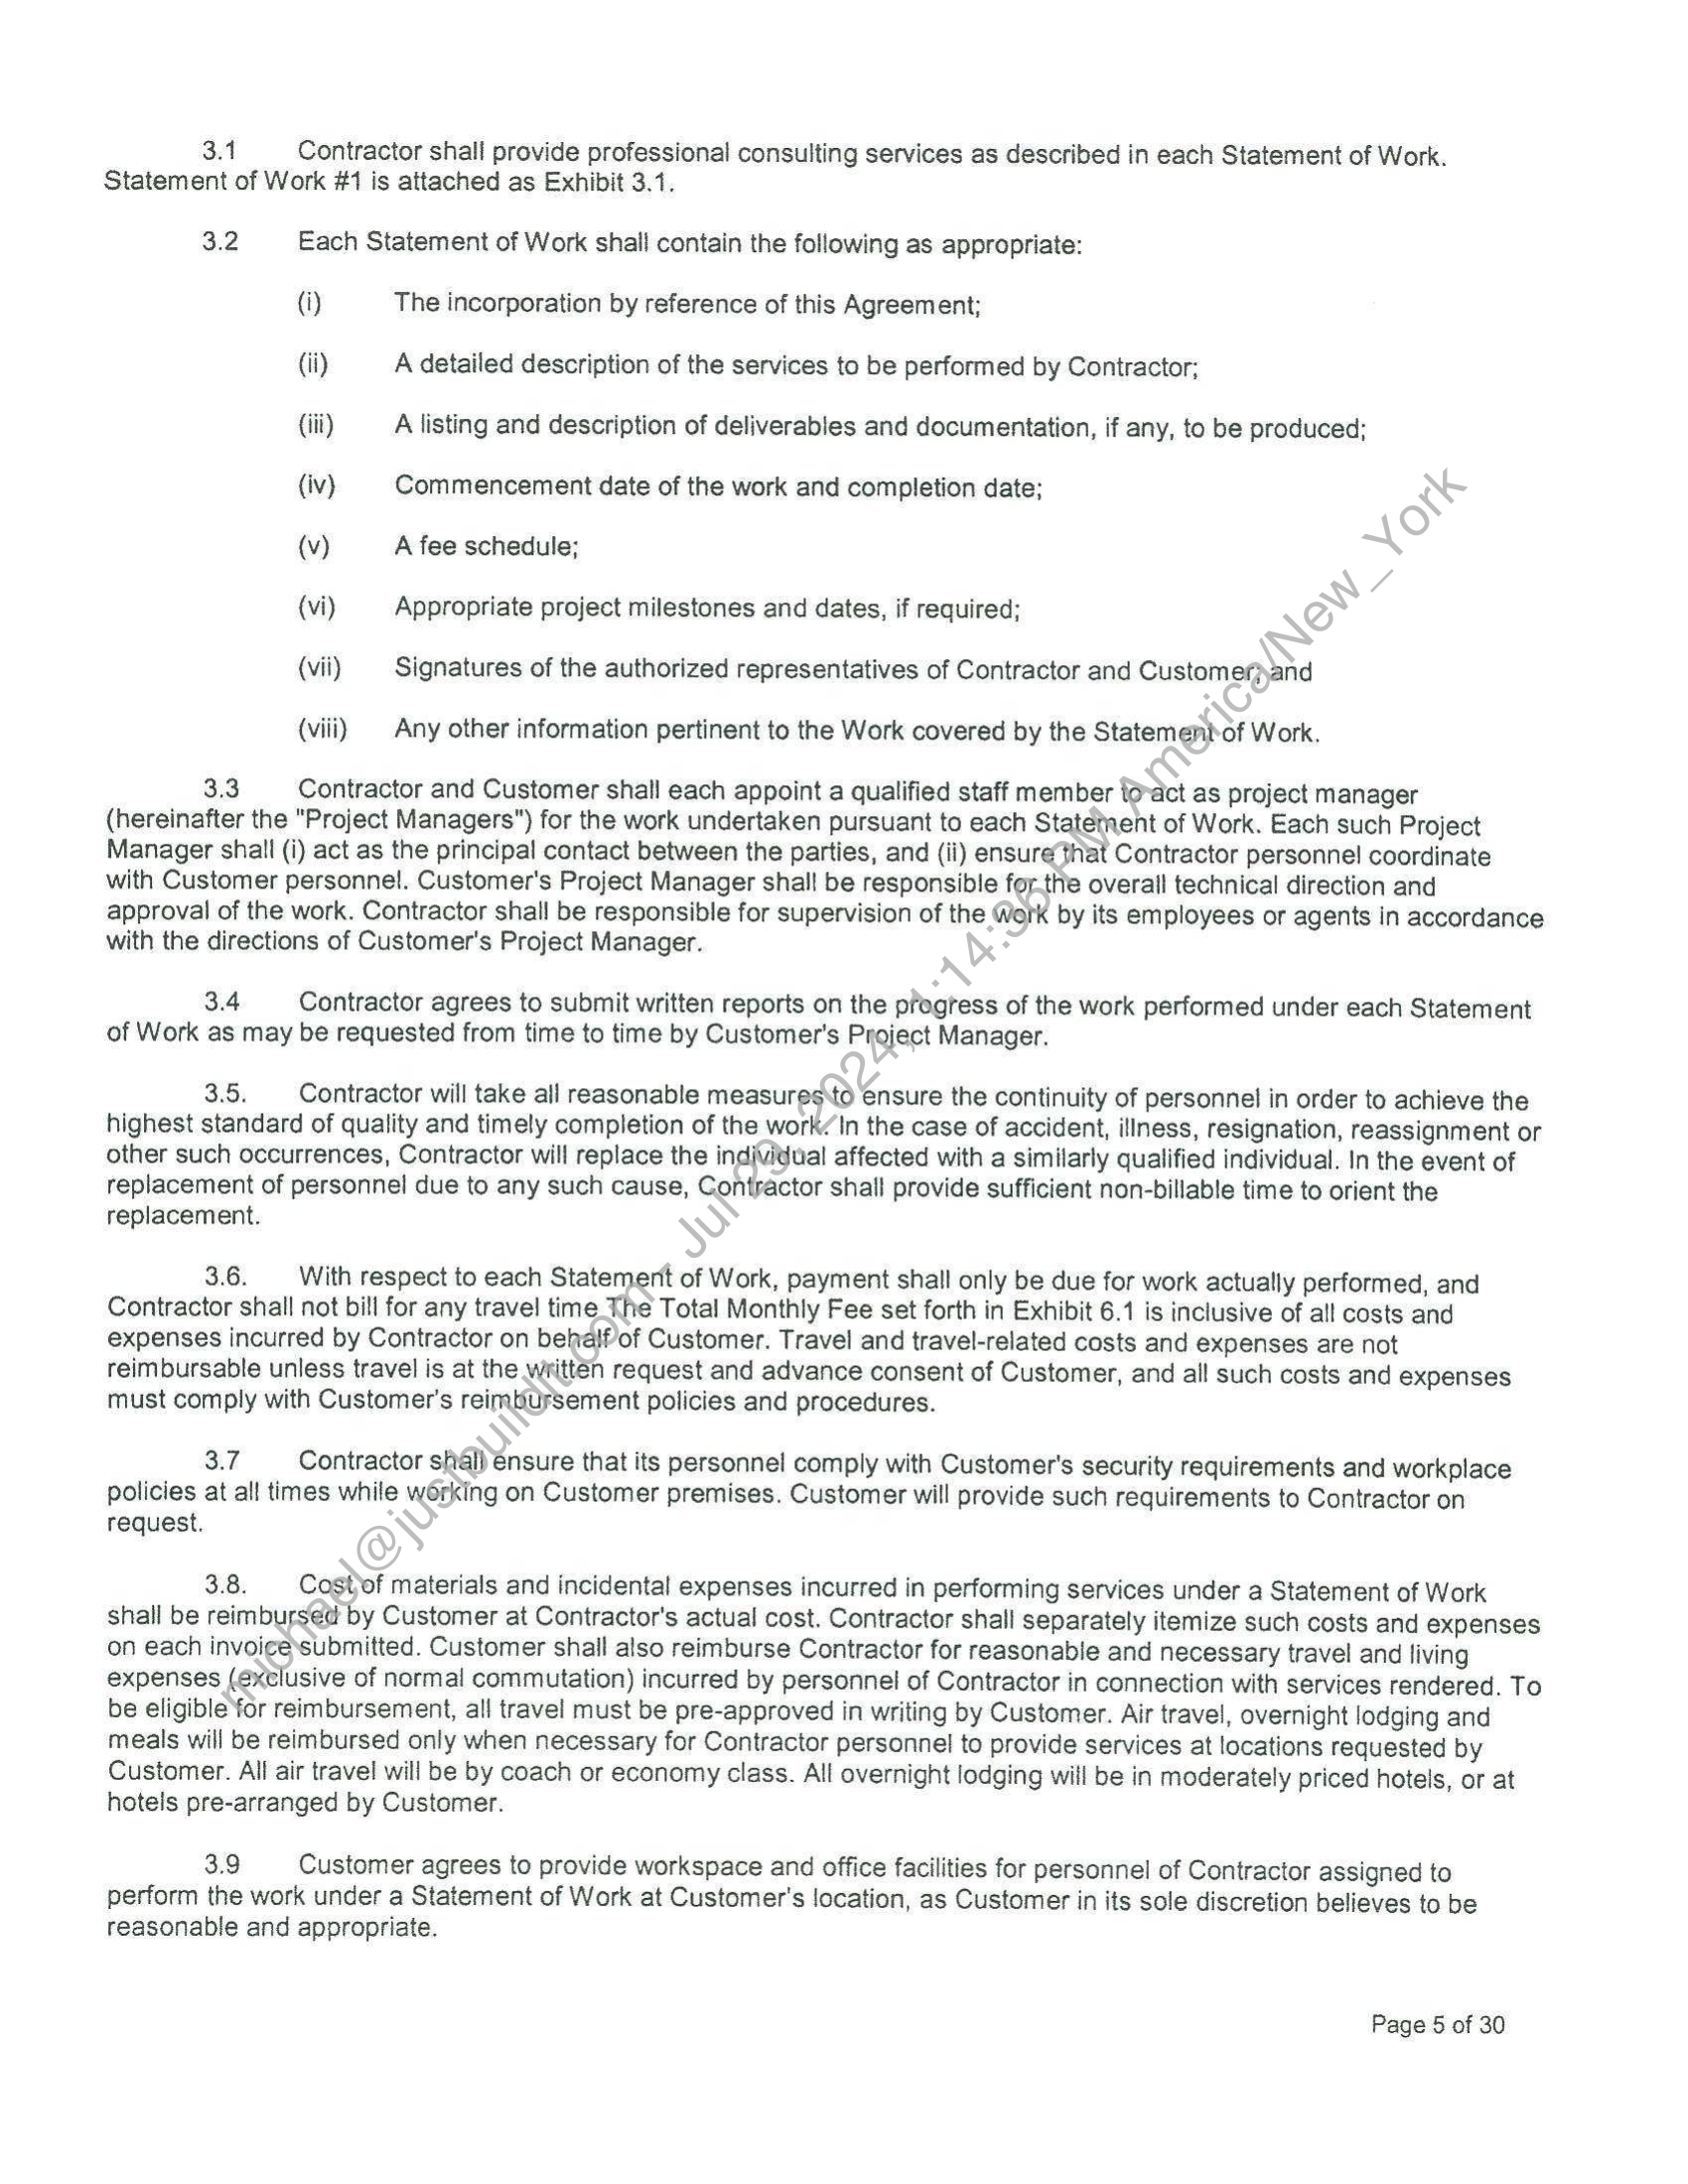 3.1 Contractor shall provide professional consulting services as described in each Statement of Work.
Statement of Work #1 is attached as Exhibit 3.1.
3.2 Each Statement of Work shall contain the following as appropriate:
(i) The incorporation by reference of this Agreement;
(ii) A detailed description of the services to be performed by Contractor;
(iii) A listing and description of deliverables and documentation, if any, to be produced;
(iv) Commencement date of the work and completion date;
(v) A fee schedule;
(vi) Appropriate project milestones and dates, if required;
(vii) Signatures of the authorized representatives of Contractor and Customer; and
(viii) Any other information pertinent to the Work covered by the Statement of Work.
3.3 Contractor and Customer shall each appoint a qualified staff member to act as project manager
(hereinafter the "Project Managers") for the work undertaken pursuant to each Statement of Work. Each such Project
Manager shall (i) act as the principal contact between the parties, and (ii) ensure that Contractor personnel coordinate
with Customer personnel. Customer's Project Manager shall be responsible for the overall technical direction and
approval of the work. Contractor shall be responsible for supervision of the work by its employees or agents in accordance
with the directions of Customer's Project Manager.
3.4 Contractor agrees to submit written reports on the progress of the work performed under each Statement
of Work as may be requested from time to time by Customer's Project Manager.
3.5. Contractor will take all reasonable measures to ensure the continuity of personnel in order to achieve the
highest standard of quality and timely completion of the work. In the case of accident, illness, resignation, reassignment or
other such occurrences, Contractor will replace the individual affected with a similarly qualified individual. In the event of
replacement of personnel due to any such cause, Contractor shall provide sufficient non-billable time to orient the
replacement.
3.6. With respect to each Statement of Work, payment shall only be due for work actually performed, and
Contractor shall not bill for any travel time The Total Monthly Fee set forth in Exhibit 6.1 is inclusive of all costs and
expenses incurred by Contractor on behalf of Customer. Travel and travel-related costs and expenses are not
reimbursable unless travel is at the written request and advance consent of Customer, and all such costs and expenses
must comply with Customer's reimbursement policies and procedures.
3.7 Contractor shall ensure that its personnel comply with Customer's security requirements and workplace
policies at all times while working on Customer premises. Customer will provide such requirements to Contractor on
request.
3.8. Cost of materials and incidental expenses incurred in performing services under a Statement of Work
shall be reimbursed by Customer at Contractor's actual cost. Contractor shall separately itemize such costs and expenses
on each invoice submitted. Customer shall also reimburse Contractor for reasonable and necessary travel and living
expenses (exclusive of normal commutation) incurred by personnel of Contractor in connection with services rendered. To
be eligible for reimbursement, all travel must be pre-approved in writing by Customer. Air travel, overnight lodging and
meals will be reimbursed only when necessary for Contractor personnel to provide services at locations requested by
Customer. All air travel will be by coach or economy class. All overnight lodging will be in moderately priced hotels, or at
hotels pre-arranged by Customer.
3.9 Customer agrees to provide workspace and office facilities for personnel of Contractor assigned to
perform the work under a Statement of Work at Customer's location, as Customer in its sole discretion believes to be
reasonable and appropriate.
Page 5 of 30
michael@justbuildit.com - Jul 29, 2024, 1:14:36 PM America/New_York